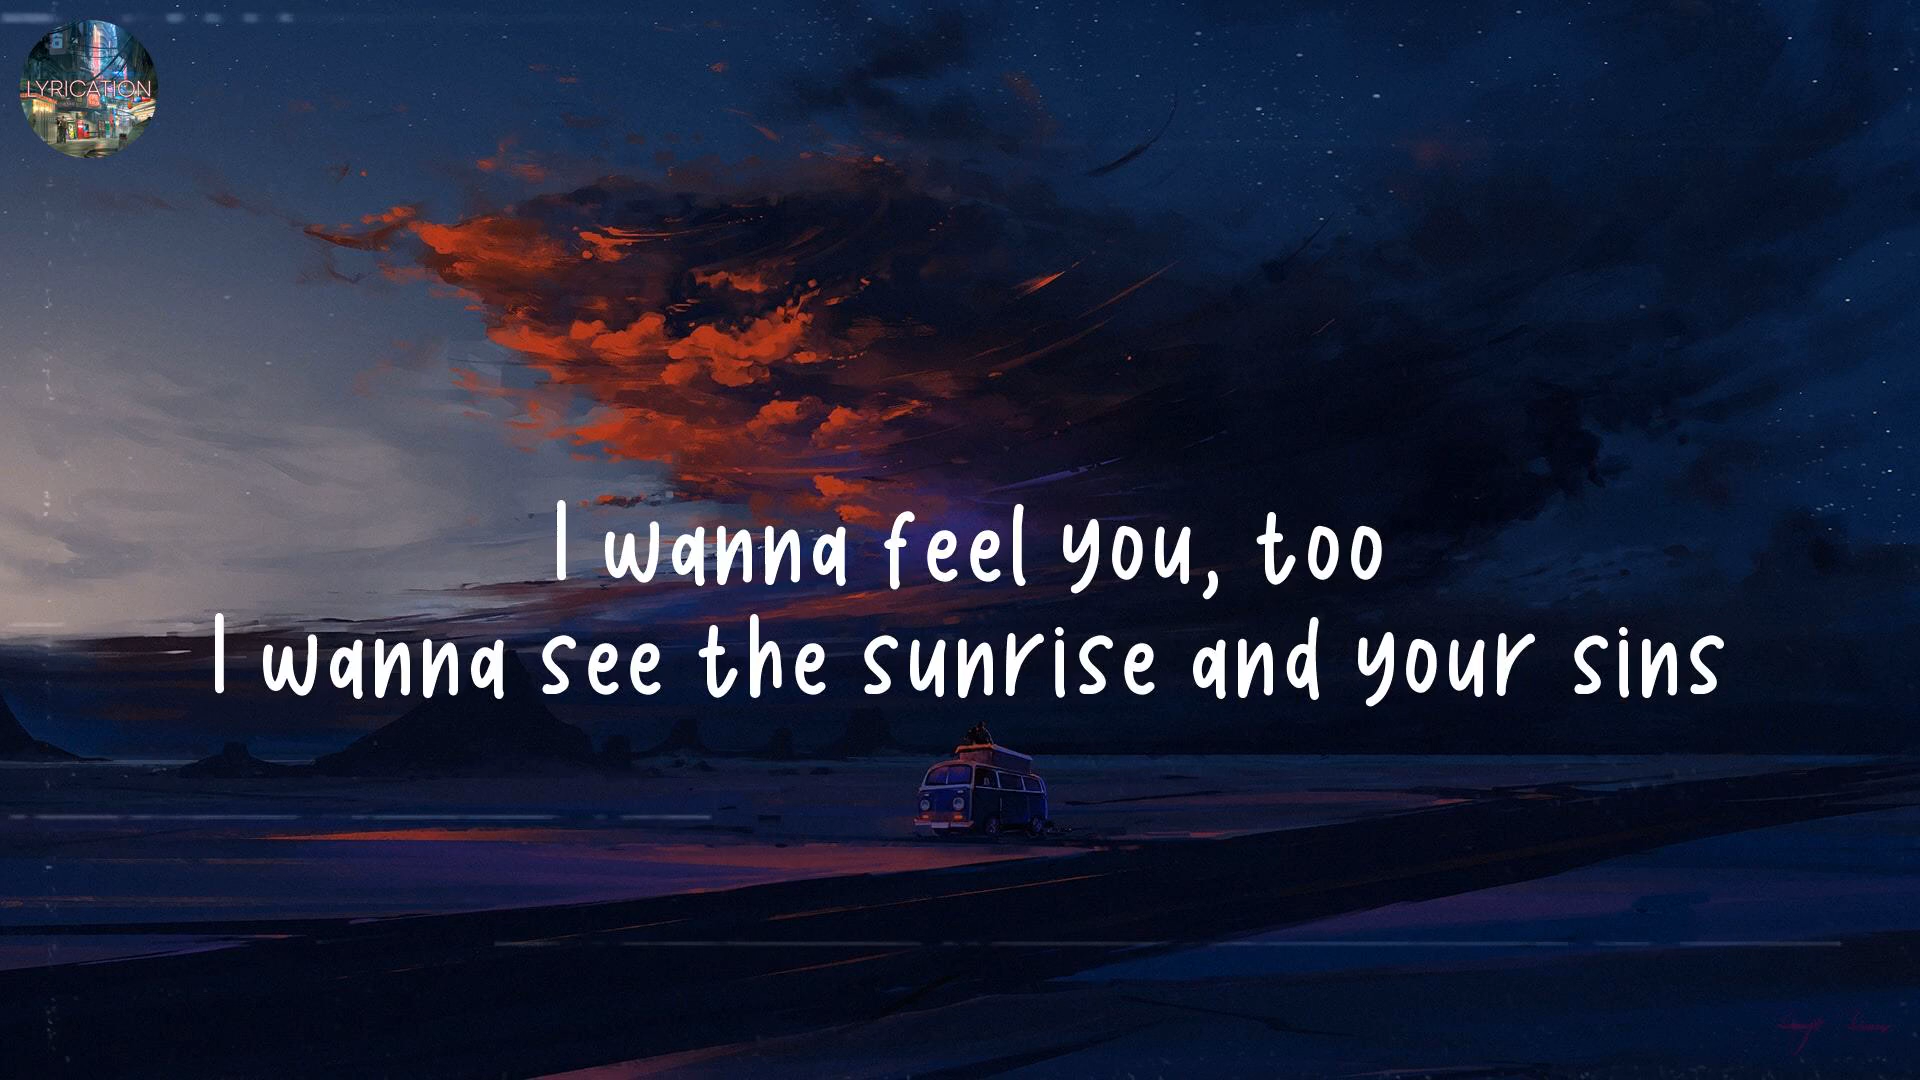 LYRICATION
I wanna feel you, too
I wanna see the sunrise and your sins